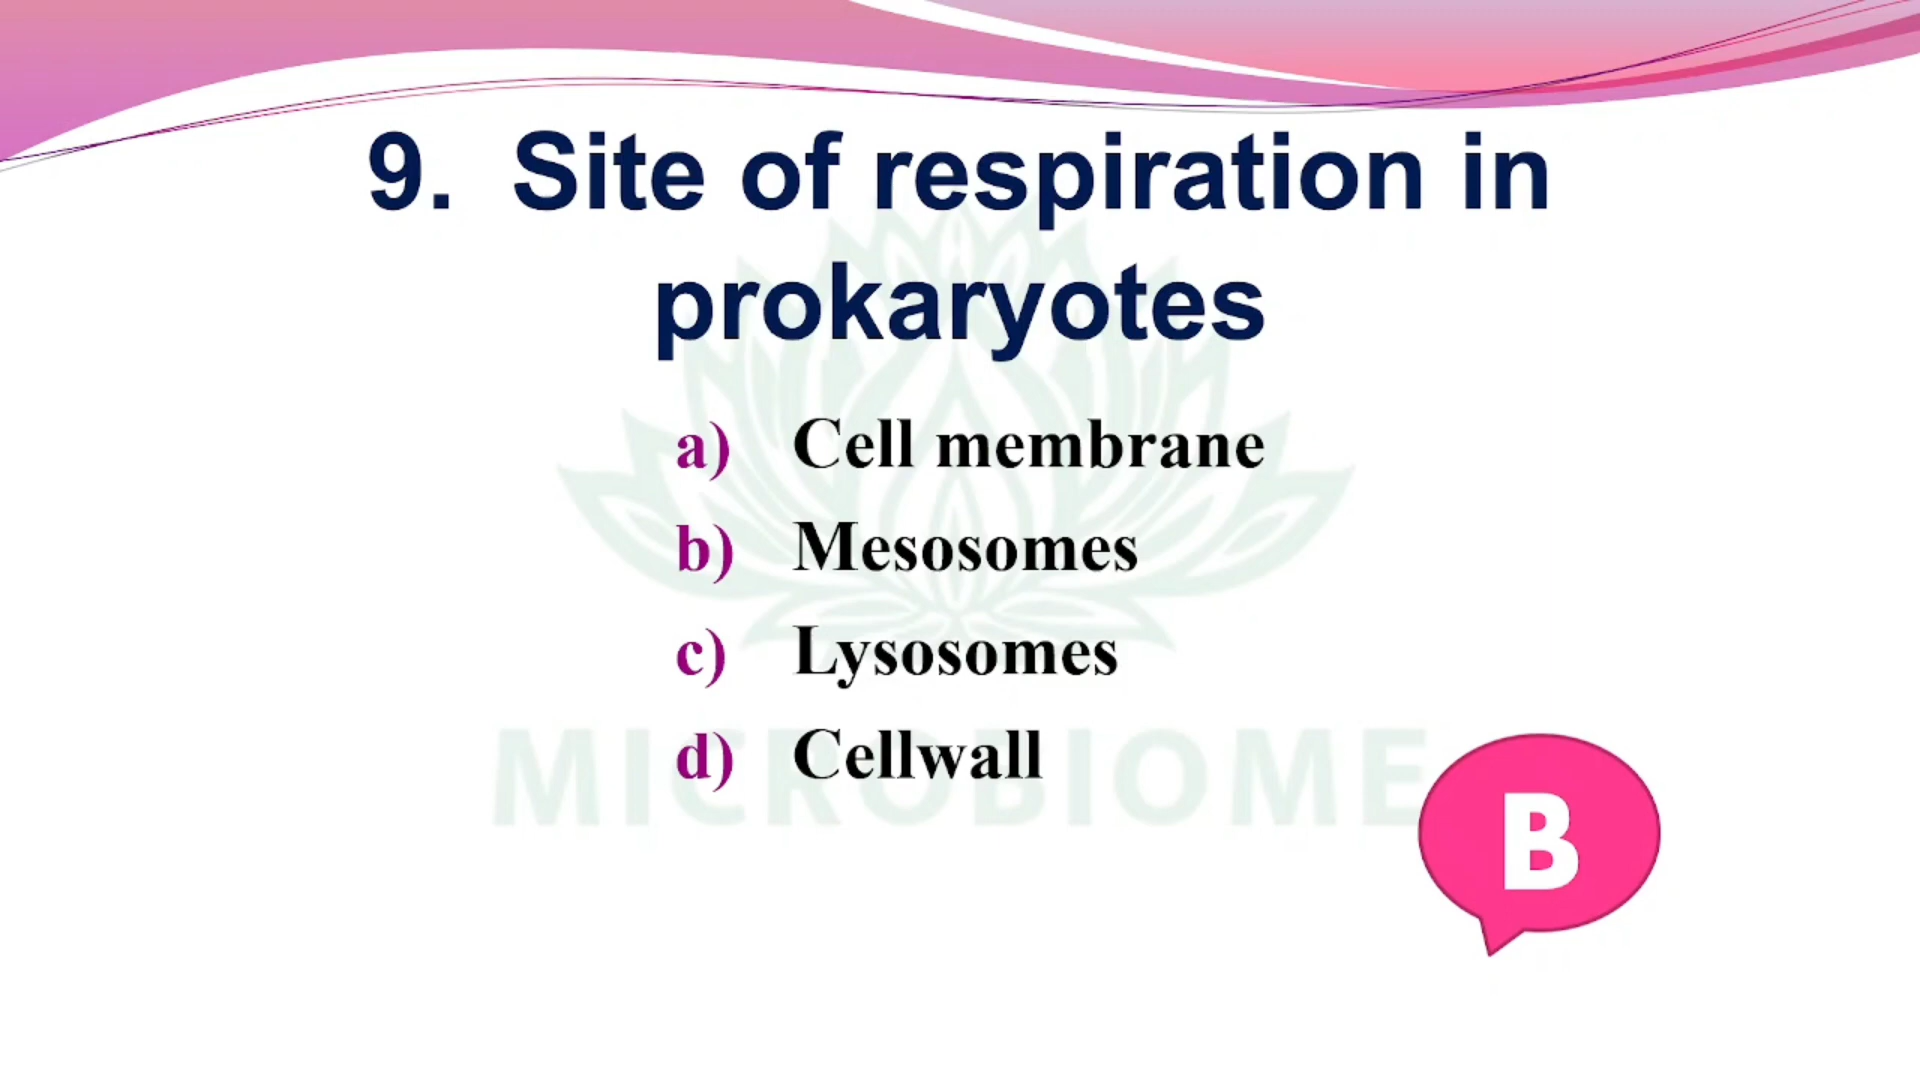 9. Site of respiration in
prokaryotes
a) Cell membrane
b) Mesosomes
c) Lysosomes
d) Cellwall
MICROBIOME
B